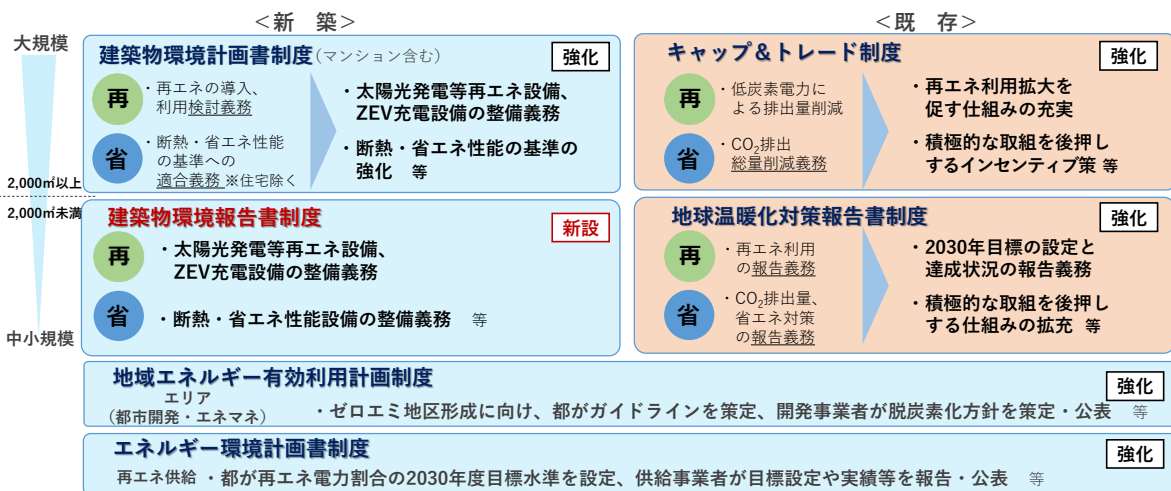 ＜新　築＞
＜既　存＞
大規模
2,000㎡以上
2,000㎡未満
中小規模
建築物環境計画書制度(マンション含む)
強化
再
・再エネの導入、
利用検討義務
省
・断熱・省エネ性能
の基準への
適合義務 ※住宅除く
・太陽光発電等再エネ設備、
ZEV充電設備の整備義務
・断熱・省エネ性能の基準の
強化　等
キャップ＆トレード制度
強化
再
・低炭素電力に
よる排出量削減
省
・CO₂排出
総量削減義務
・再エネ利用拡大を
促す仕組みの充実
・積極的な取組を後押し
するインセンティブ策 等
建築物環境報告書制度
新設
再
・太陽光発電等再エネ設備、
ZEV充電設備の整備義務
省
・断熱・省エネ性能設備の整備義務　等
地球温暖化対策報告書制度
強化
再
・再エネ利用
の報告義務
省
・CO₂排出量、
省エネ対策
の報告義務
・2030年目標の設定と
達成状況の報告義務
・積極的な取組を後押し
する仕組みの拡充　等
地域エネルギー有効利用計画制度
強化
エリア
(都市開発・エネマネ)
・ゼロエミ地区形成に向け、都がガイドラインを策定、開発事業者が脱炭素化方針を策定・公表　等
エネルギー環境計画書制度
強化
再エネ供給 ・都が再エネ電力割合の2030年度目標水準を設定、供給事業者が目標設定や実績等を報告・公表　等